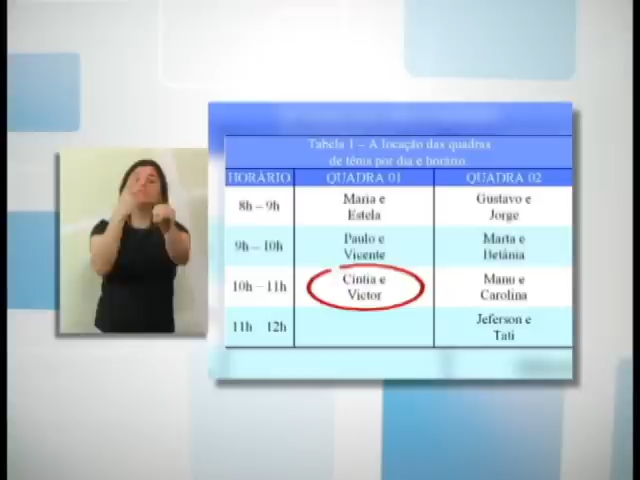 Tabela 1 – A locação das quadras
de tênis por dia e horário
HORÁRIO QUADRA 01 QUADRA 02
8h – 9h Maria e Estela Gustavo e Jorge
9h – 10h Paulo e Vicente Marta e Betânia
10h – 11h Cíntia e Victor Manu e Carolina
11h 12h Jeferson e Tati